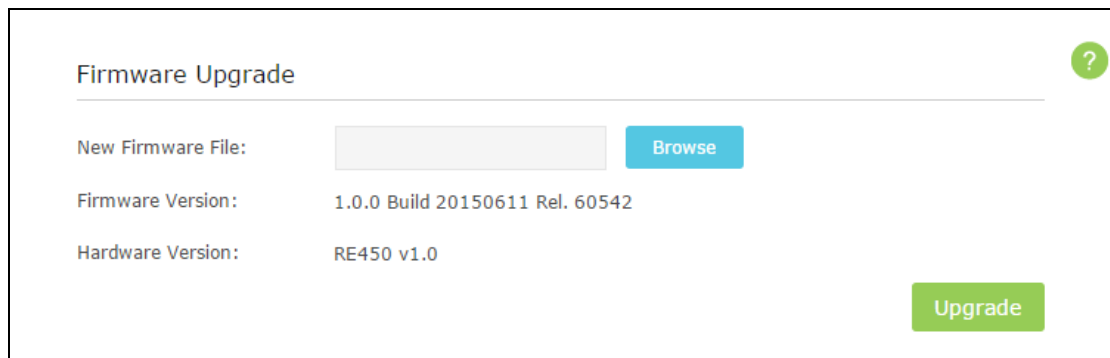 Firmware Upgrade
?
New Firmware File:
Browse
Firmware Version:
1.0.0 Build 20150611 Rel. 60542
Hardware Version:
RE450 v1.0
Upgrade